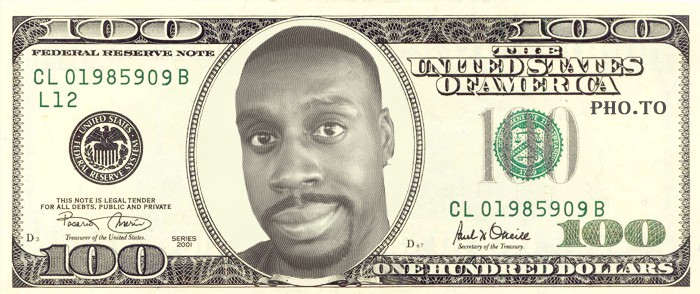 100 100
FEDERAL RESERVE NOTE
THE
UNITED STATES
OF AMERICA
CL 01985909 B
L12
PHO.TO
UNITED STATES
FEDERAL RESERVE SYSTEM
100
THIS NOTE IS LEGAL TENDER
FOR ALL DEBTS, PUBLIC AND PRIVATE
CL 01985909 B
Treasurer of the United States.
SERIES
2001
Secretary of the Treasury.
100
100
ONE HUNDRED DOLLARS